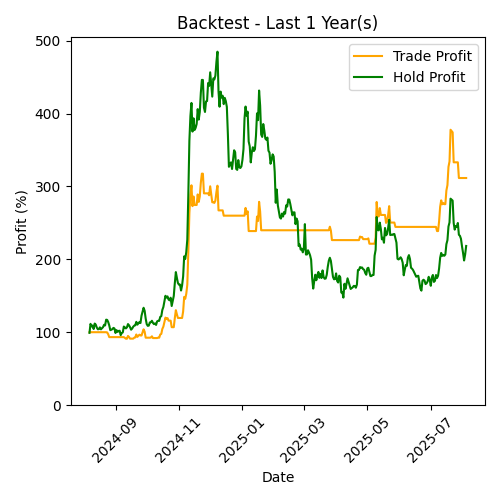 Backtest - Last 1 Year(s)
Trade Profit
Hold Profit
Profit (%)
500
400
300
200
100
0
2024-09
2024-11
2025-01
2025-03
2025-05
2025-07
Date